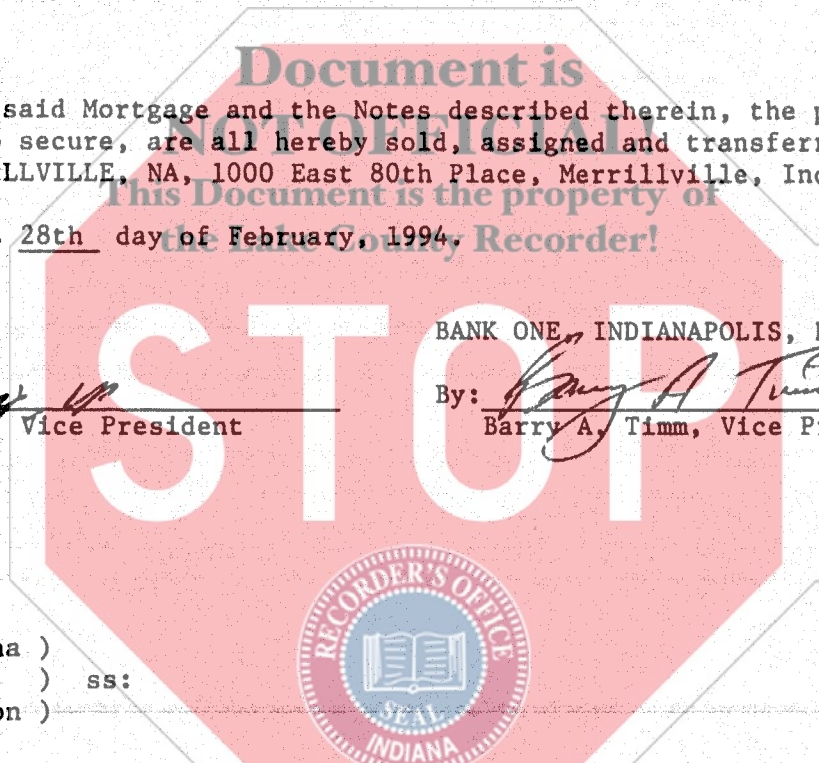 Document is
said Mortgage and the Notes described therein, the p
NOT OFFICIAL!
secure, are all hereby sold, assigned and transferr
LLVILLE, NA, 1000 East 80th Place, Merrillville, Ind
This Document is the property of
28th day of February, 1994.
the Lake County Recorder!
BANK ONE, INDIANAPOLIS,
By: Barry A Timm
Vice President
Barry A. Timm, Vice P
STOP
RECORDER'S OFFICE
SEAL
INDIANA
na )
) ss:
on )